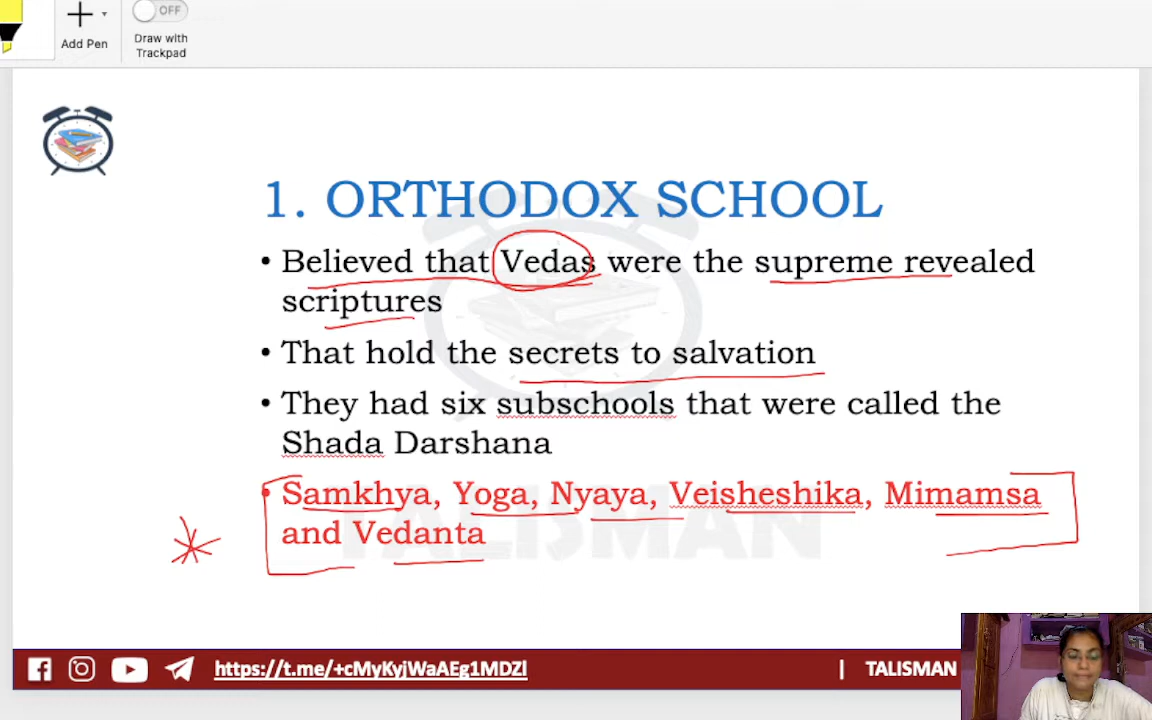 OFF
Add Pen
Draw with
Trackpad
1. ORTHODOX SCHOOL
• Believed that Vedas were the supreme revealed
scriptures
• That hold the secrets to salvation
• They had six subschools that were called the
Shada Darshana
• Samkhya, Yoga, Nyaya, Veisheshika, Mimamsa
and Vedanta
TALISMAN
https://t.me/+cMyKyjWaAEg1MDZl
| TALISMAN